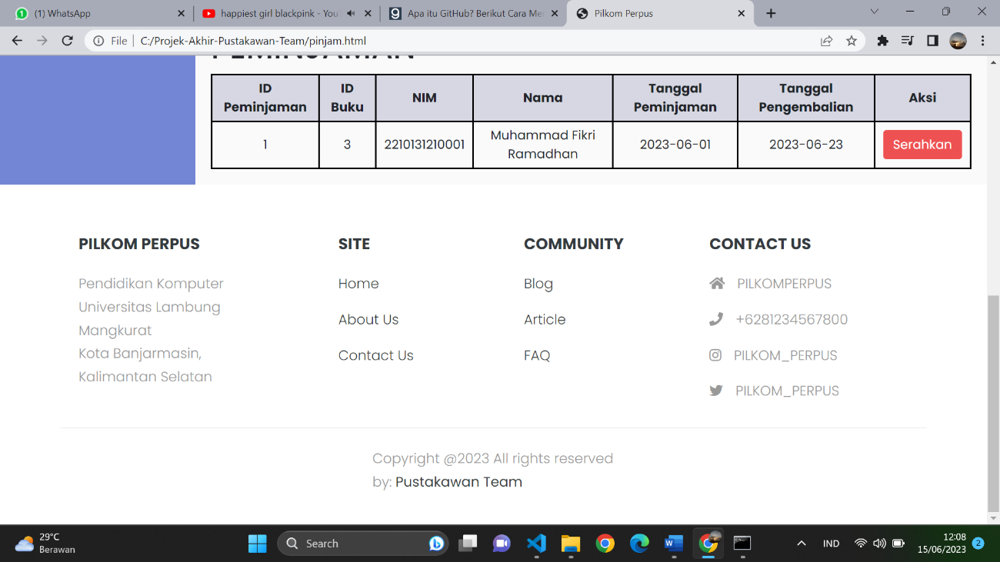 (1) WhatsApp
happiest girl blackpink - You
Apa itu GitHub? Berikut Cara Me
Pilkom Perpus
File
C:/Projek-Akhir-Pustakawan-Team/pinjam.html
PEMINJAMAN
ID Peminjaman
ID Buku
NIM
Nama
Tanggal Peminjaman
Tanggal Pengembalian
Aksi
1
3
2210131210001
Muhammad Fikri
Ramadhan
2023-06-01
2023-06-23
Serahkan
PILKOM PERPUS
Pendidikan Komputer
Universitas Lambung
Mangkurat
Kota Banjarmasin,
Kalimantan Selatan
SITE
Home
About Us
Contact Us
COMMUNITY
Blog
Article
FAQ
CONTACT US
PILKOMPERPUS
+6281234567800
PILKOM_PERPUS
PILKOM_PERPUS
Copyright @2023 All rights reserved
by: Pustakawan Team
29°C
Berawan
Search
IND
12:08
15/06/2023
2